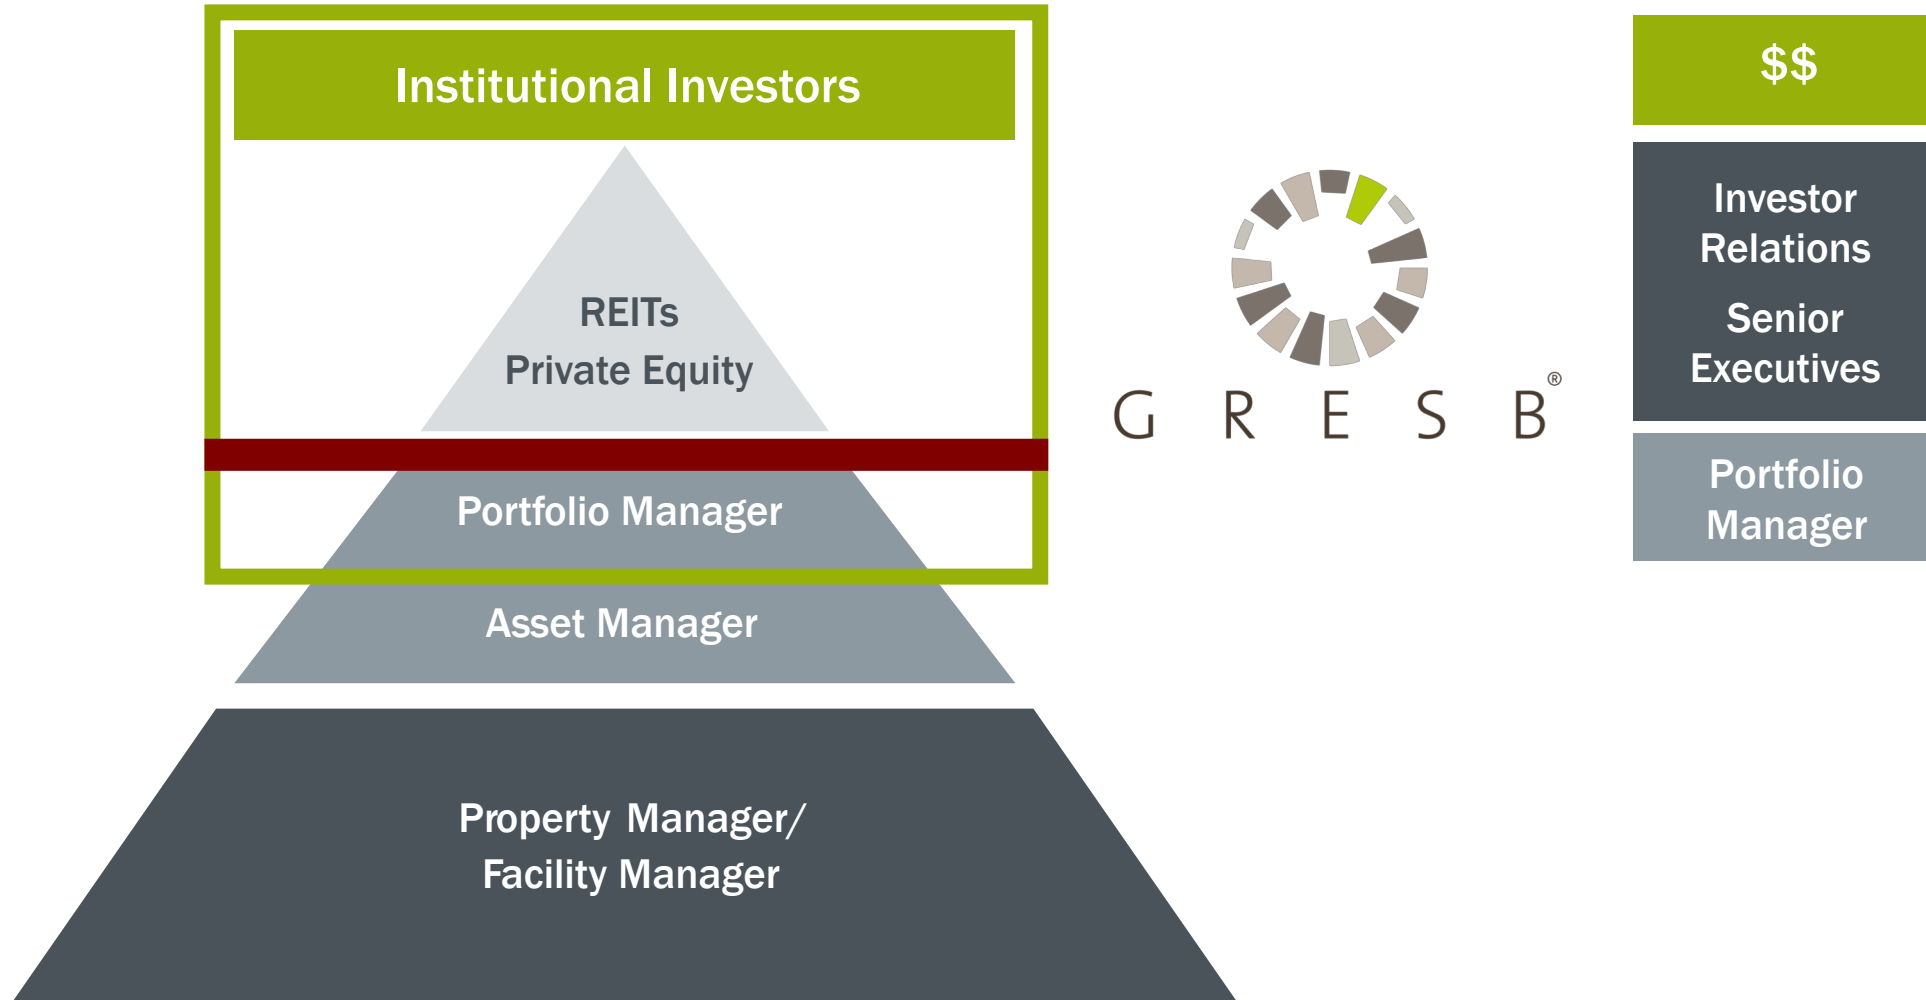 Institutional Investors
REITs
Private Equity
Portfolio Manager
Asset Manager
Property Manager/
Facility Manager
G R E S B®
$$
Investor
Relations
Senior
Executives
Portfolio
Manager